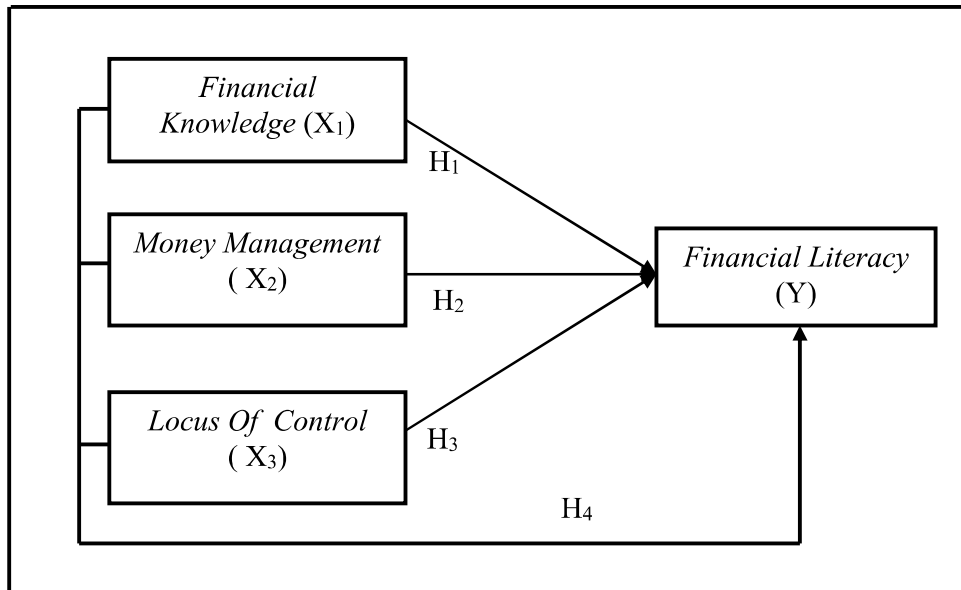 Financial
Knowledge (X₁)
H₁
Money Management
( X₂)
H₂
Financial Literacy
(Y)
Locus Of Control
( X₃)
H₃
H₄